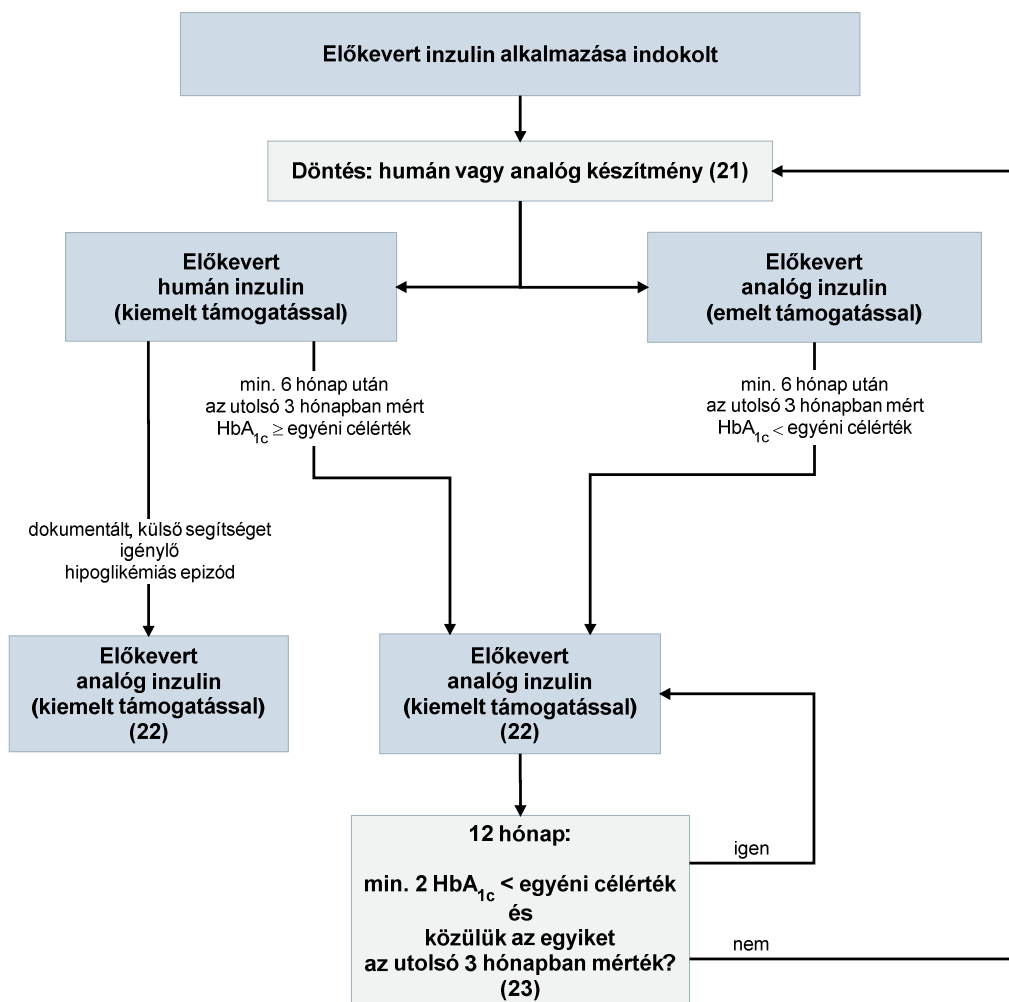 Előkevert inzulin alkalmazása indokolt
Döntés: humán vagy analóg készítmény (21)
Előkevert
humán inzulin
(kiemelt támogatással)
Előkevert
analóg inzulin
(emelt támogatással)
min. 6 hónap után
az utolsó 3 hónapban mért
HbA1c ≥ egyéni célérték
min. 6 hónap után
az utolsó 3 hónapban mért
HbA1c < egyéni célérték
dokumentált, külső segítséget
igénylő
hipoglikémiás epizód
Előkevert
analóg inzulin
(kiemelt támogatással)
(22)
Előkevert
analóg inzulin
(kiemelt támogatással)
(22)
12 hónap:
min. 2 HbA1c < egyéni célérték
és
közülük az egyiket
az utolsó 3 hónapban mérték?
(23)
igen
nem